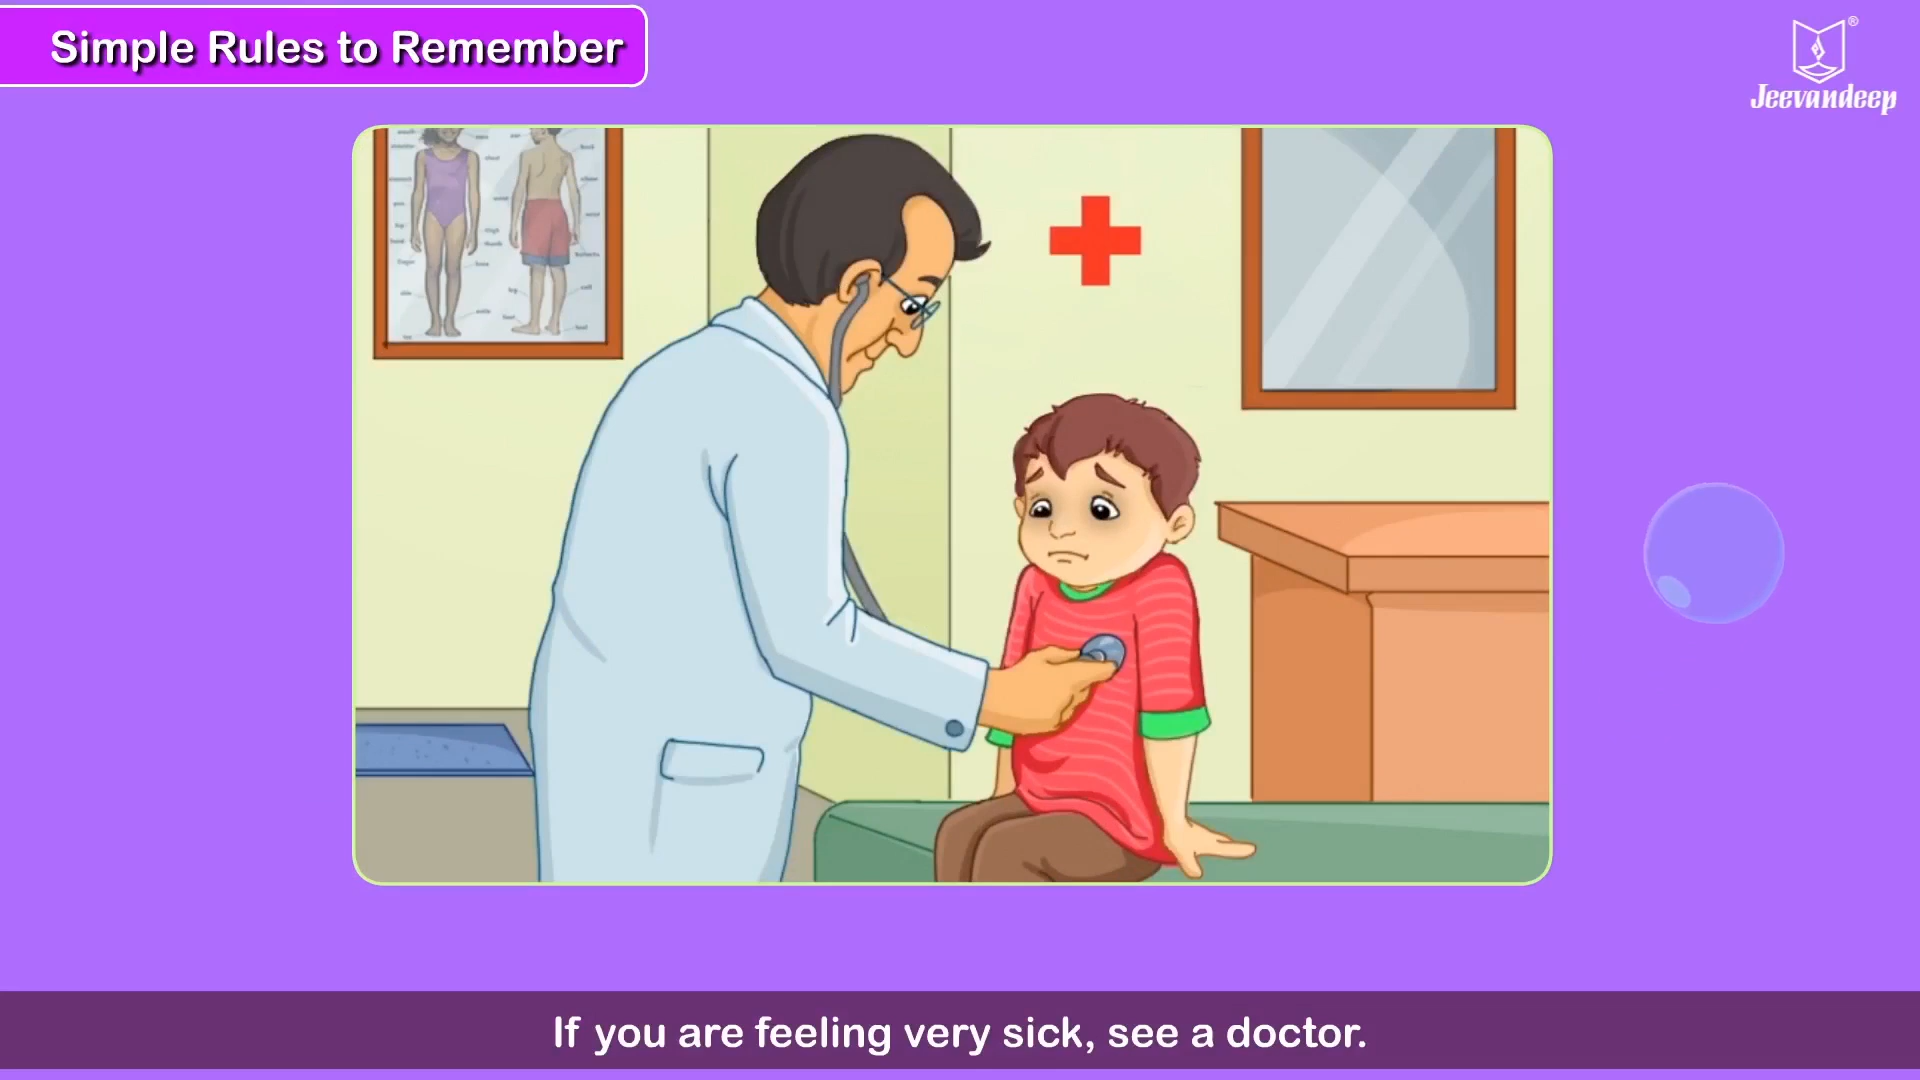 Simple Rules to Remember
®
Jeevandeep
If you are feeling very sick, see a doctor.